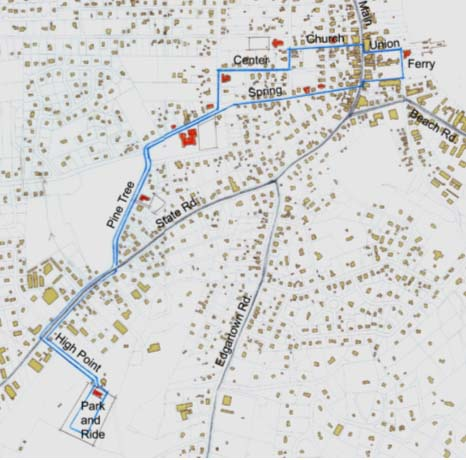 Main
Church
Union
Center
Ferry
Spring
Beach Rd.
Pine Tree
State Rd.
Edgartown Rd.
High Point
Park
and
Ride